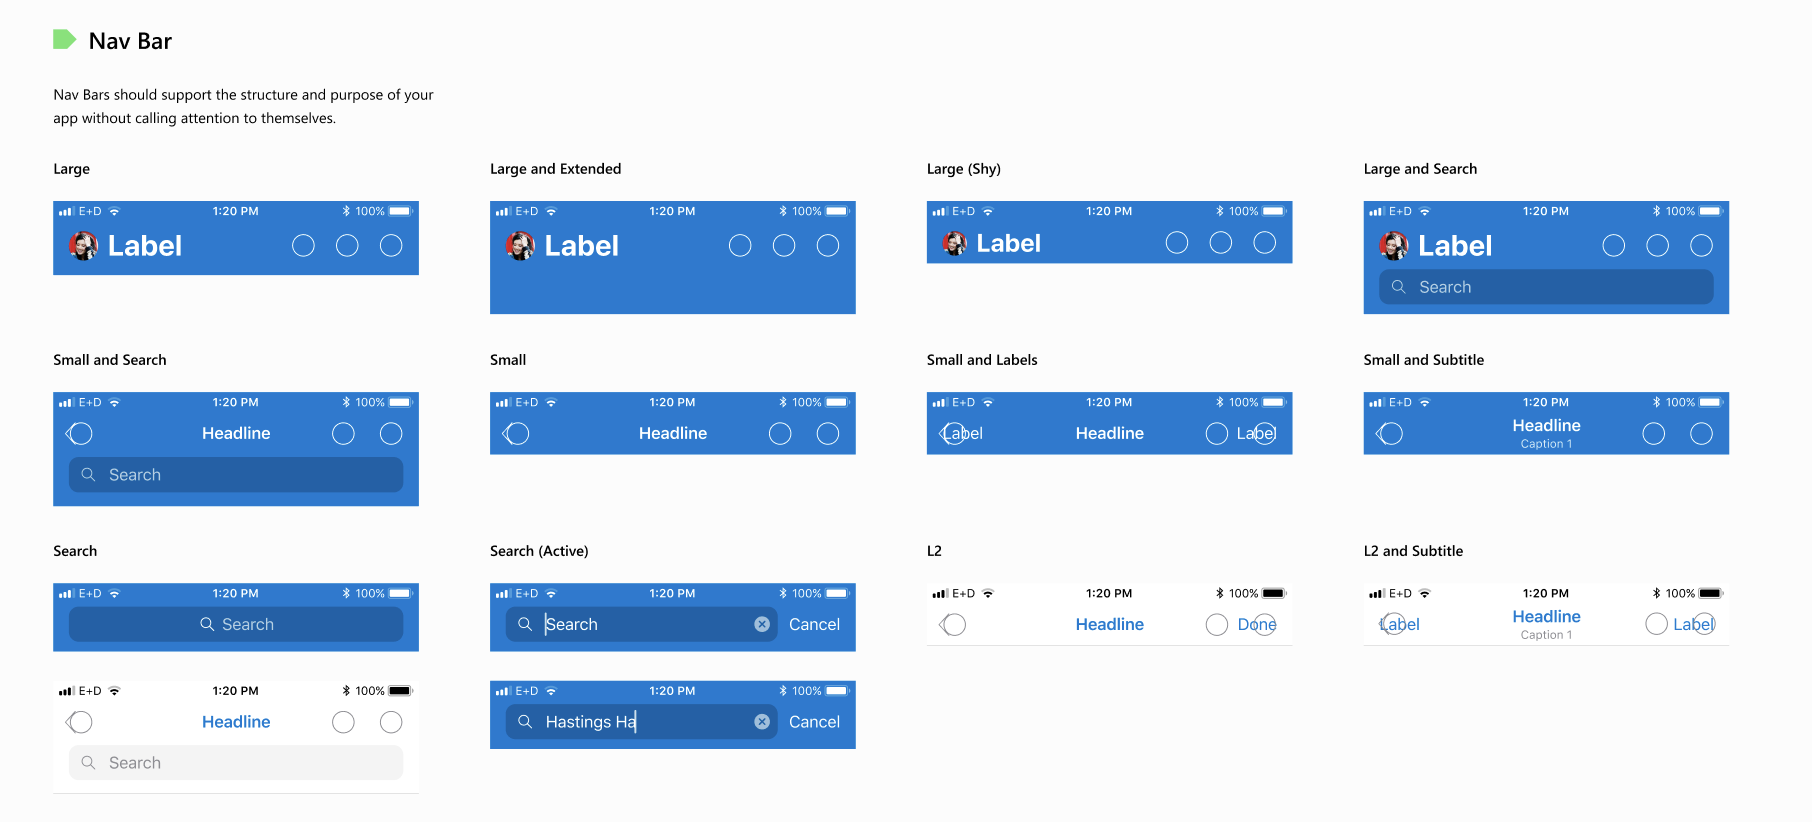 Nav Bar
Nav Bars should support the structure and purpose of your
app without calling attention to themselves.
Large
E+D 1:20 PM 100%
Label
Large and Extended
E+D 1:20 PM 100%
Label
Large (Shy)
E+D 1:20 PM 100%
Label
Large and Search
E+D 1:20 PM 100%
Label
Search
Small and Search
E+D 1:20 PM 100%
Headline
Search
Small
E+D 1:20 PM 100%
Headline
Small and Labels
E+D 1:20 PM 100%
Label Headline Label
Small and Subtitle
E+D 1:20 PM 100%
Headline
Caption 1
Search
E+D 1:20 PM 100%
Search
E+D 1:20 PM 100%
Headline
Search
Search (Active)
E+D 1:20 PM 100%
Search Cancel
E+D 1:20 PM 100%
Hastings Ha Cancel
L2
E+D 1:20 PM 100%
Headline Done
L2 and Subtitle
E+D 1:20 PM 100%
Label Headline Label
Caption 1